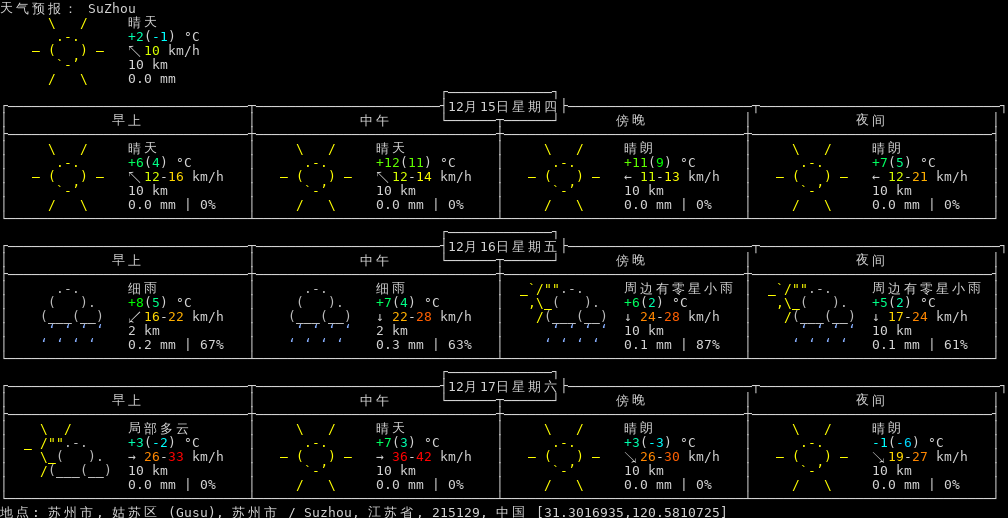 天气预报: SuZhou
晴天
+2(-1) °C
↖10 km/h
10 km
0.0 mm
12月15日星期四
早上 中午 傍晚 夜间
晴天 晴天 晴朗 晴朗
+6(4) °C +12(11) °C +11(9) °C +7(5) °C
↖12-16 km/h ↖12-14 km/h ← 11-13 km/h ← 12-21 km/h
10 km 10 km 10 km 10 km
0.0 mm | 0% 0.0 mm | 0% 0.0 mm | 0% 0.0 mm | 0%
12月16日星期五
早上 中午 傍晚 夜间
细雨 细雨 周边有零星小雨 周边有零星小雨
+8(5) °C +7(4) °C +6(2) °C +5(2) °C
↙16-22 km/h ↓ 22-28 km/h ↓ 24-28 km/h ↓ 17-24 km/h
2 km 2 km 10 km 10 km
0.2 mm | 67% 0.3 mm | 63% 0.1 mm | 87% 0.1 mm | 61%
12月17日星期六
早上 中午 傍晚 夜间
局部多云 晴天 晴朗 晴朗
+3(-2) °C +7(3) °C +3(-3) °C -1(-6) °C
→ 26-33 km/h → 36-42 km/h ↘26-30 km/h ↘19-27 km/h
10 km 10 km 10 km 10 km
0.0 mm | 0% 0.0 mm | 0% 0.0 mm | 0% 0.0 mm | 0%
地点: 苏州市, 姑苏区 (Gusu), 苏州市 / Suzhou, 江苏省, 215129, 中国 [31.3016935,120.5810725]